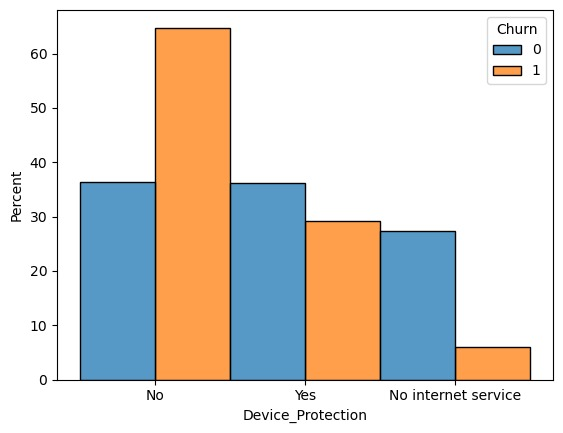 Churn
0
1
Percent
60
50
40
30
20
10
0
No
Yes
No internet service
Device_Protection